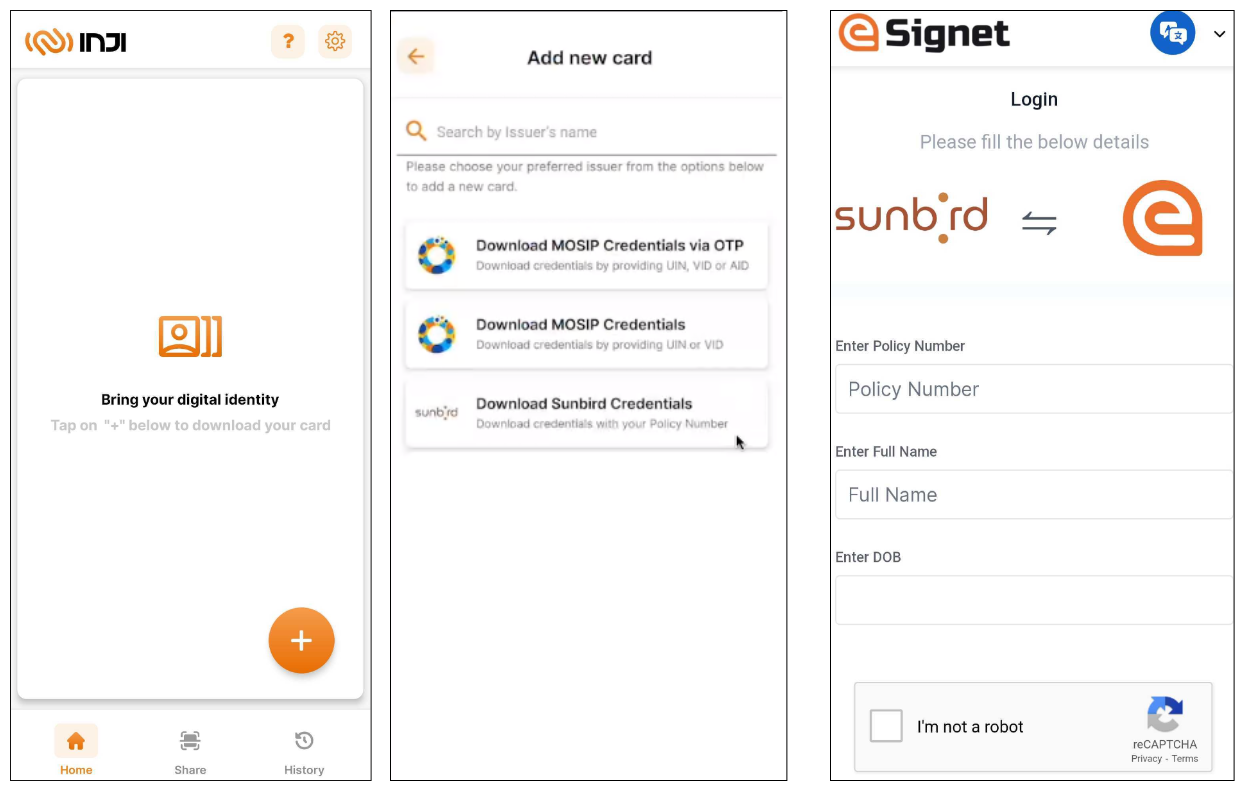 INJI
?
Bring your digital identity
Tap on "+" below to download your card
+
Home
Share
History
Add new card
Search by Issuer's name
Please choose your preferred issuer from the options below
to add a new card.
Download MOSIP Credentials via OTP
Download credentials by providing UIN, VID or AID
Download MOSIP Credentials
Download credentials by providing UIN or VID
sunbird
Download Sunbird Credentials
Download credentials with your Policy Number
e Signet
Login
Please fill the below details
sunbird
e
Enter Policy Number
Policy Number
Enter Full Name
Full Name
Enter DOB
I'm not a robot
reCAPTCHA
Privacy - Terms